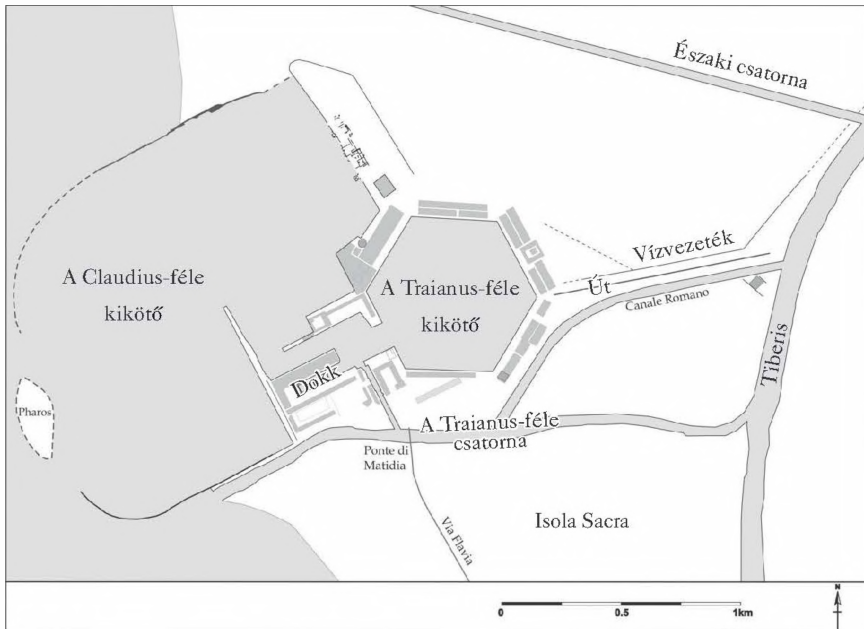 Északi csatorna
A Claudius-féle
kikötő
A Traianus-féle
kikötő
Vízvezeték
Út
Canale Romano
Tiberis
Dokk
Pharos
A Traianus-féle
csatorna
Ponte di
Matidia
Via Flavia
Isola Sacra
N
0 0.5 1km